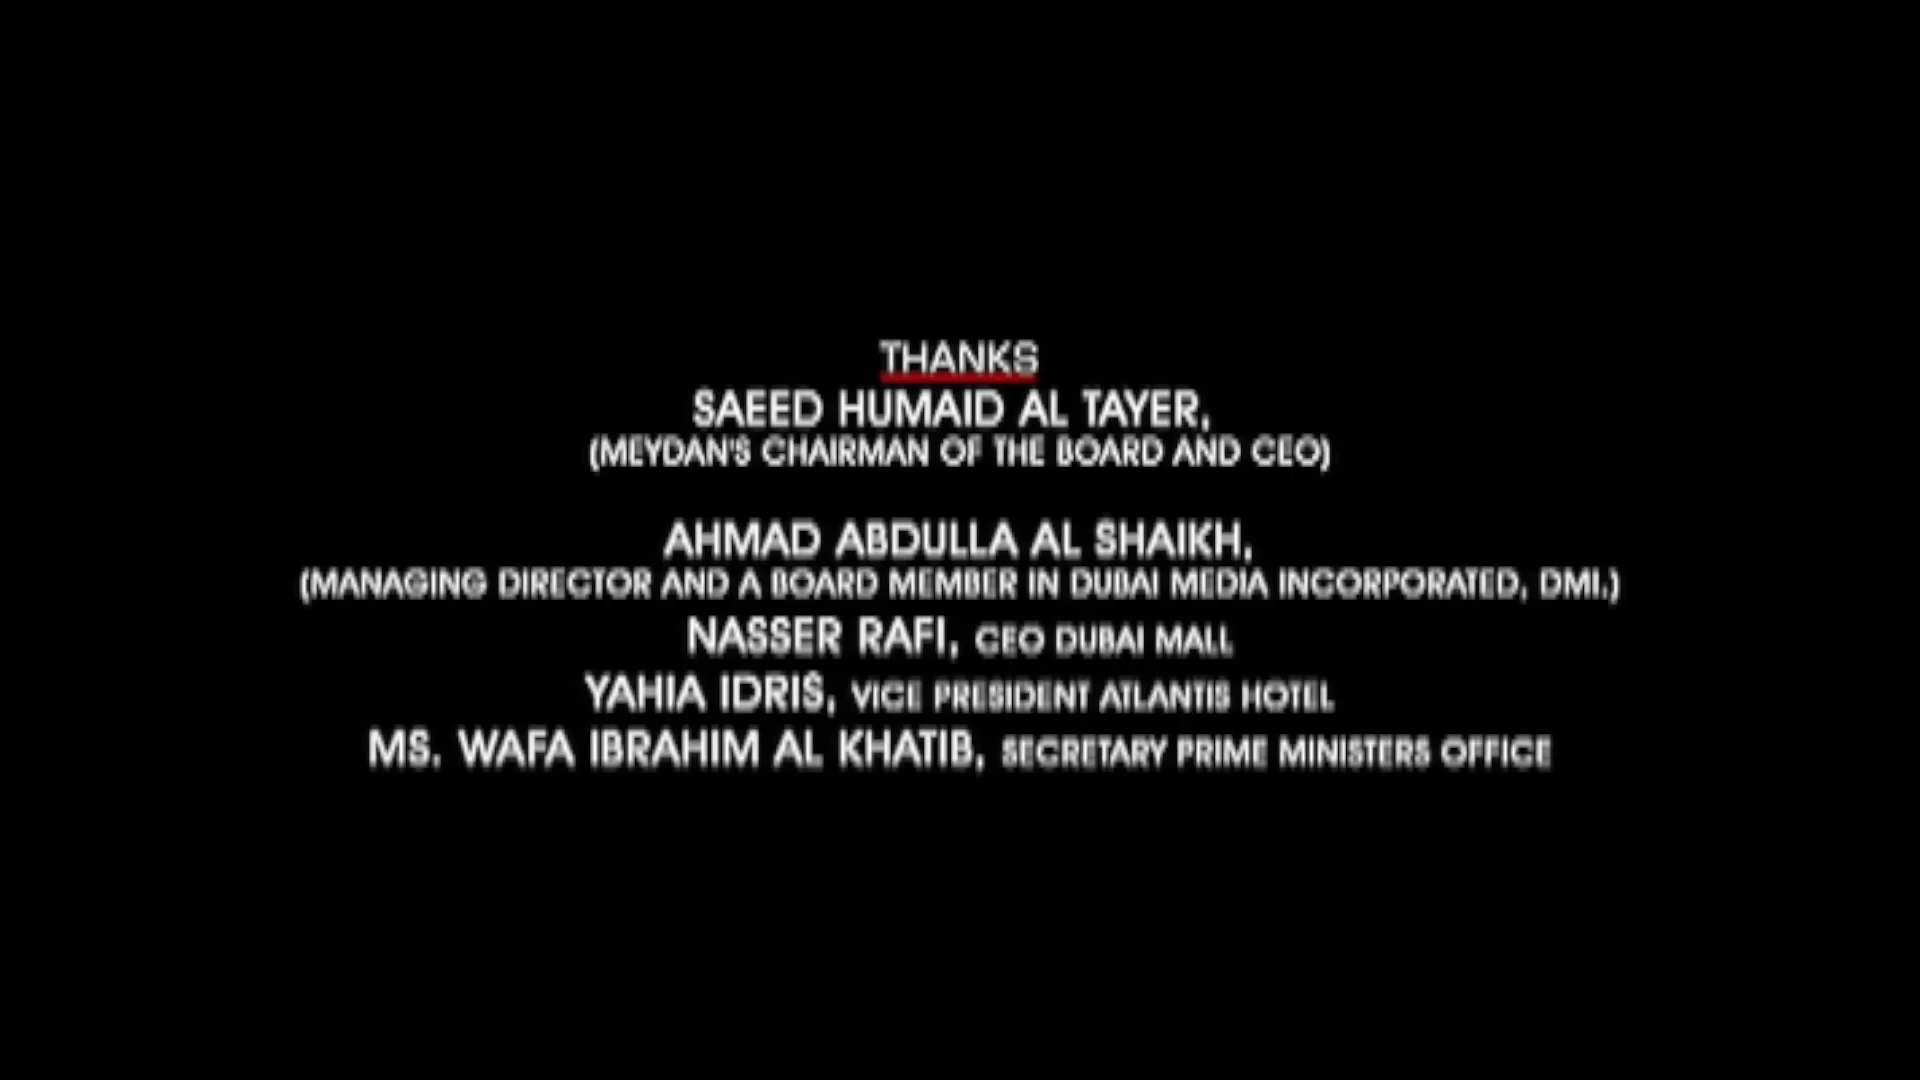 THANKS
SAEED HUMAID AL TAYER,
(MEYDAN'S CHAIRMAN OF THE BOARD AND CEO)
AHMAD ABDULLA AL SHAIKH,
(MANAGING DIRECTOR AND A BOARD MEMBER IN DUBAI MEDIA INCORPORATED, DMI.)
NASSER RAFI, CEO DUBAI MALL
YAHIA IDRIS, VICE PRESIDENT ATLANTIS HOTEL
MS. WAFA IBRAHIM AL KHATIB, SECRETARY PRIME MINISTERS OFFICE